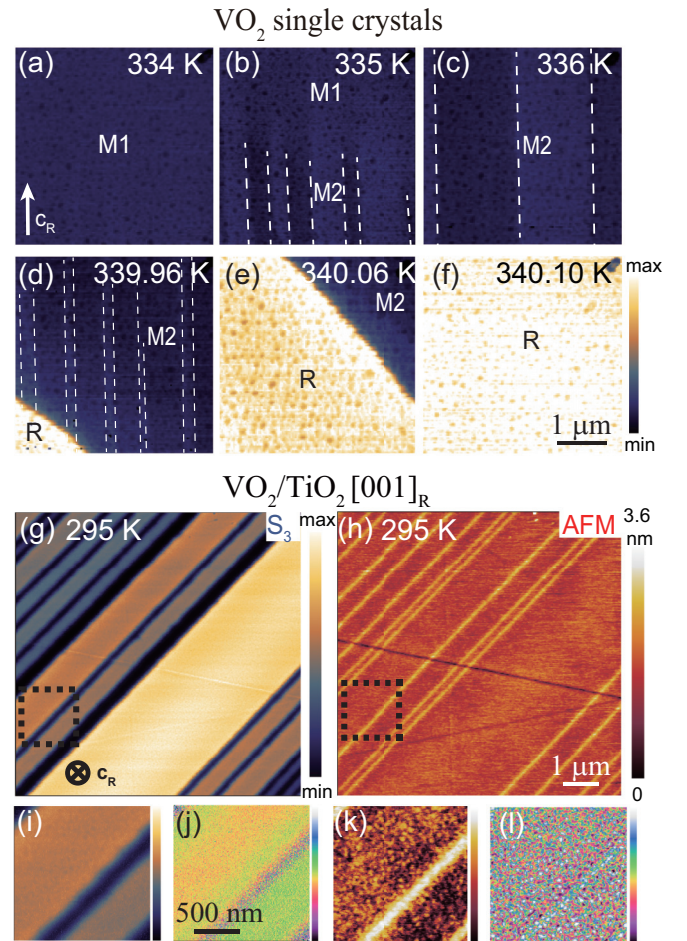 VO₂ single crystals
(a) 334 K
M1
c_R
(b) 335 K
M1
M2
(c) 336 K
M2
(d) 339.96 K
M2
R
(e) 340.06 K
M2
R
(f) 340.10 K
R
1 μm
max
min
VO₂/TiO₂ [001]_R
(g) 295 K
S₃
max
min
c_R
(h) 295 K
AFM
3.6
nm
1 μm
0
(i)
(j)
500 nm
(k)
(l)